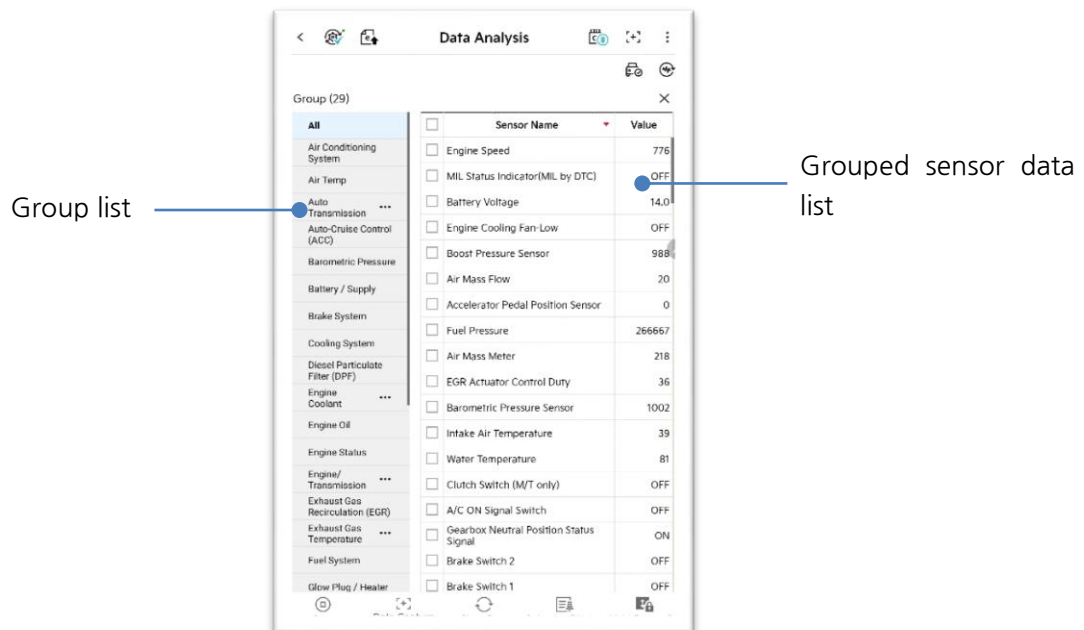 Data Analysis
Group (29)
All
Air Conditioning
System
Air Temp
Auto
Transmission ...
Auto-Cruise Control
(ACC)
Barometric Pressure
Battery / Supply
Brake System
Cooling System
Diesel Particulate
Filter (DPF)
Engine
Coolant ...
Engine Oil
Engine Status
Engine/
Transmission ...
Exhaust Gas
Recirculation (EGR)
Exhaust Gas
Temperature ...
Fuel System
Glow Plug / Heater
Sensor Name Value
Engine Speed 776
MIL Status Indicator(MIL by DTC) OFF
Battery Voltage 14.0
Engine Cooling Fan-Low OFF
Boost Pressure Sensor 988
Air Mass Flow 20
Accelerator Pedal Position Sensor 0
Fuel Pressure 266667
Air Mass Meter 218
EGR Actuator Control Duty 36
Barometric Pressure Sensor 1002
Intake Air Temperature 39
Water Temperature 81
Clutch Switch (M/T only) OFF
A/C ON Signal Switch OFF
Gearbox Neutral Position Status
Signal ON
Brake Switch 2 OFF
Brake Switch 1 OFF
Group list
Grouped sensor data
list